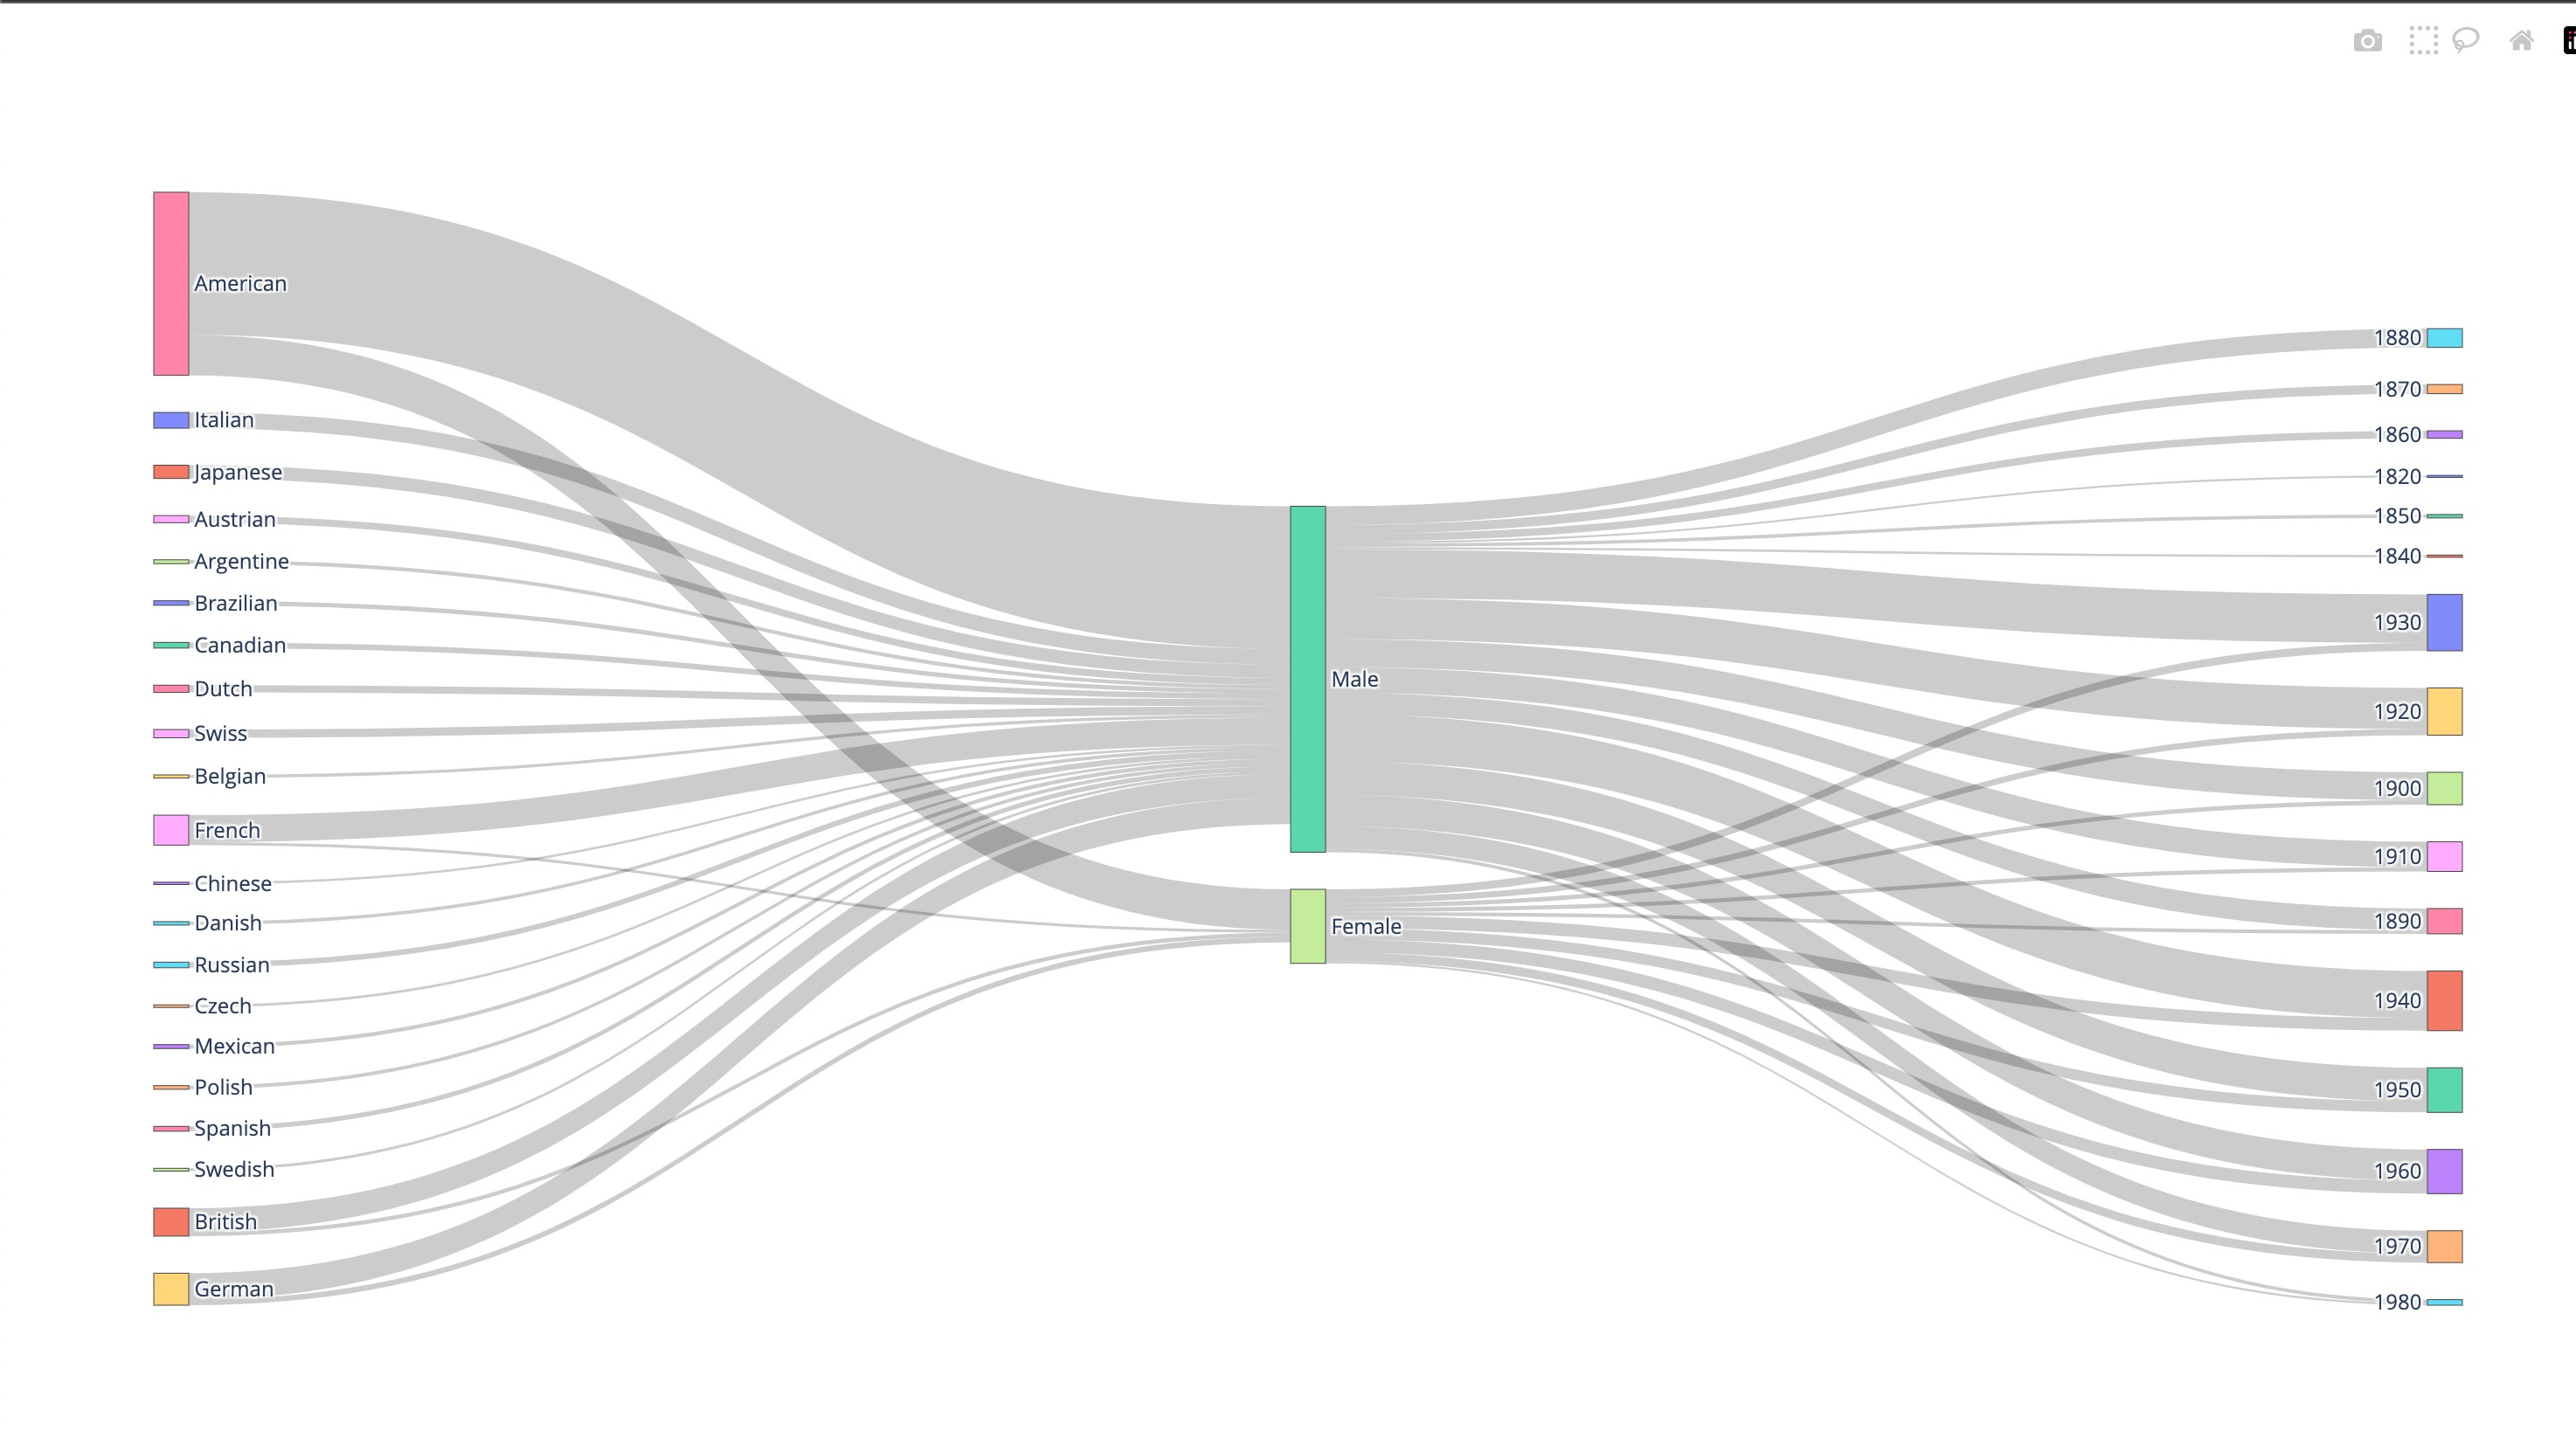 American
Italian
Japanese
Austrian
Argentine
Brazilian
Canadian
Dutch
Swiss
Belgian
French
Chinese
Danish
Russian
Czech
Mexican
Polish
Spanish
Swedish
British
German
Male
Female
1880
1870
1860
1820
1850
1840
1930
1920
1900
1910
1890
1940
1950
1960
1970
1980